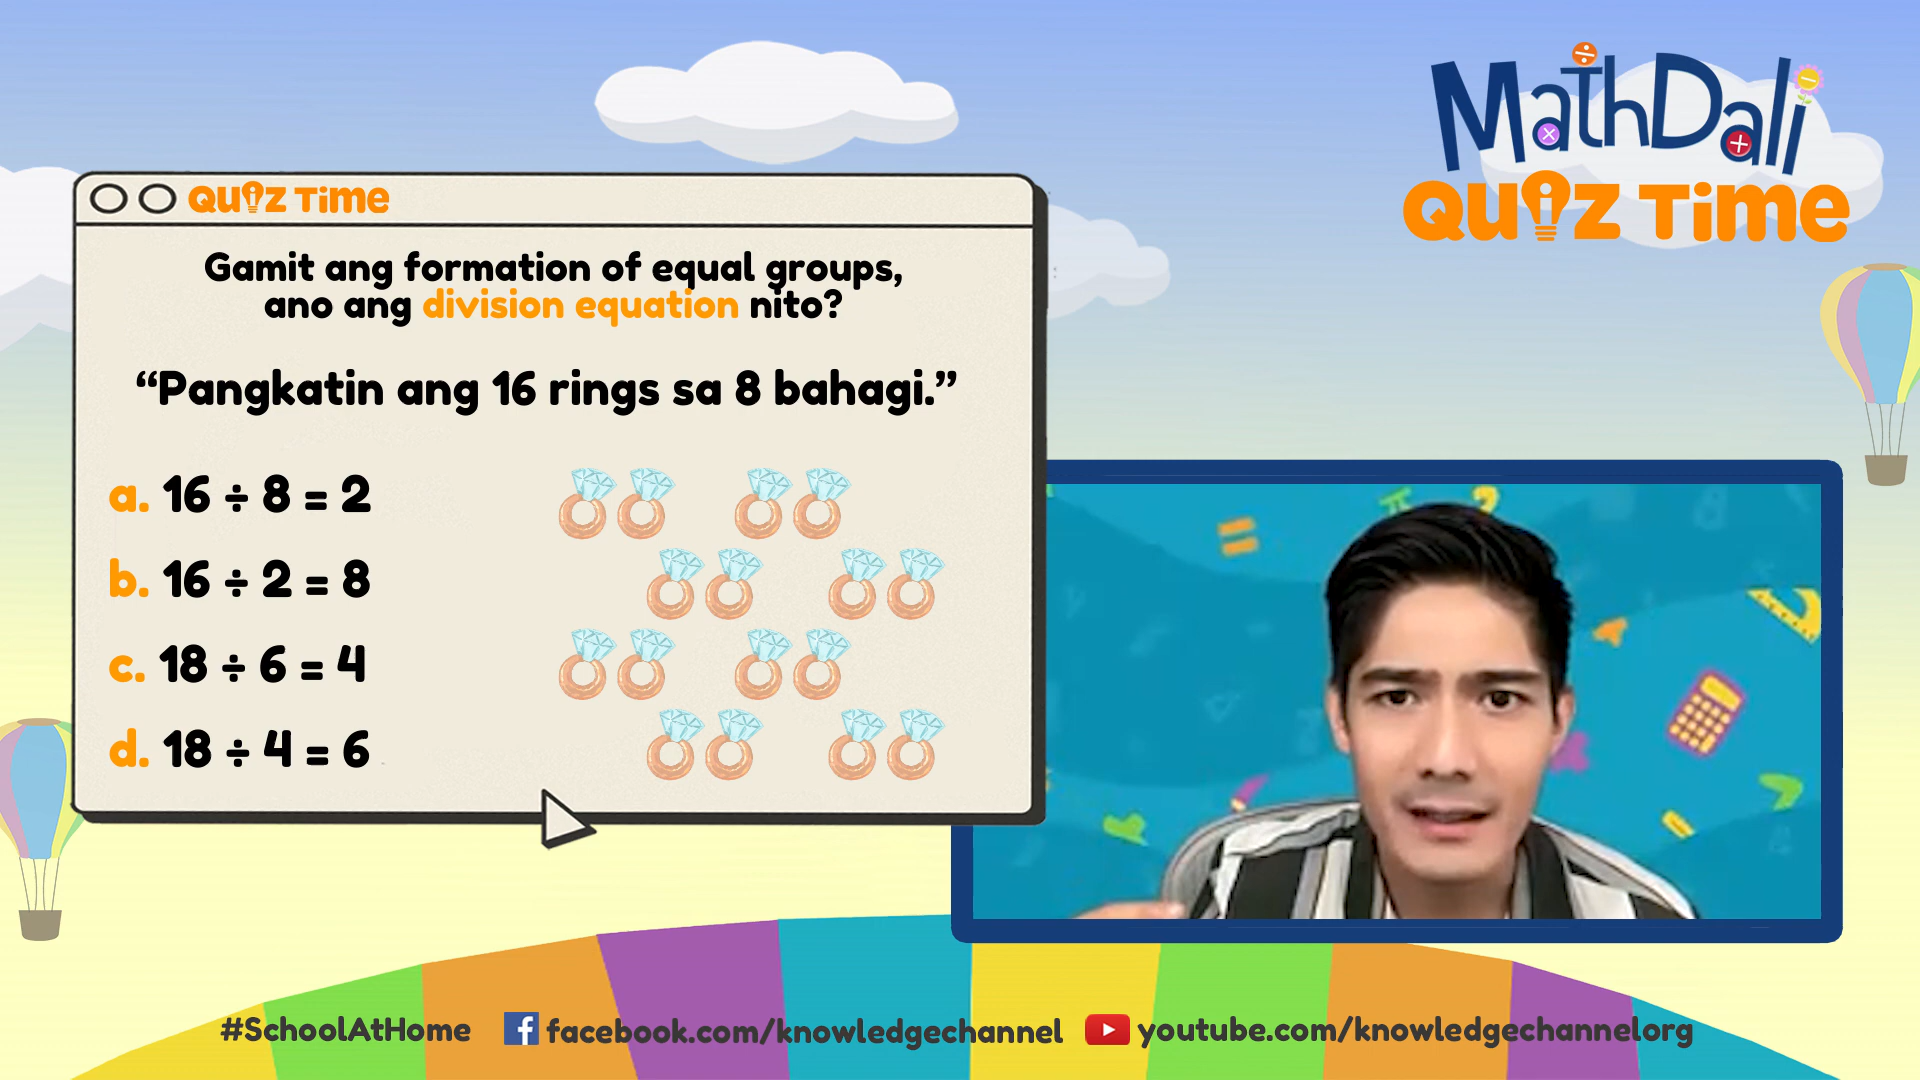 MathDali
QUIZ TIME
QUIZ TIME
Gamit ang formation of equal groups,
ano ang division equation nito?
“Pangkatin ang 16 rings sa 8 bahagi.”
a. 16 ÷ 8 = 2
b. 16 ÷ 2 = 8
c. 18 ÷ 6 = 4
d. 18 ÷ 4 = 6
#SchoolAtHome
facebook.com/knowledgechannel
youtube.com/knowledgechannelorg